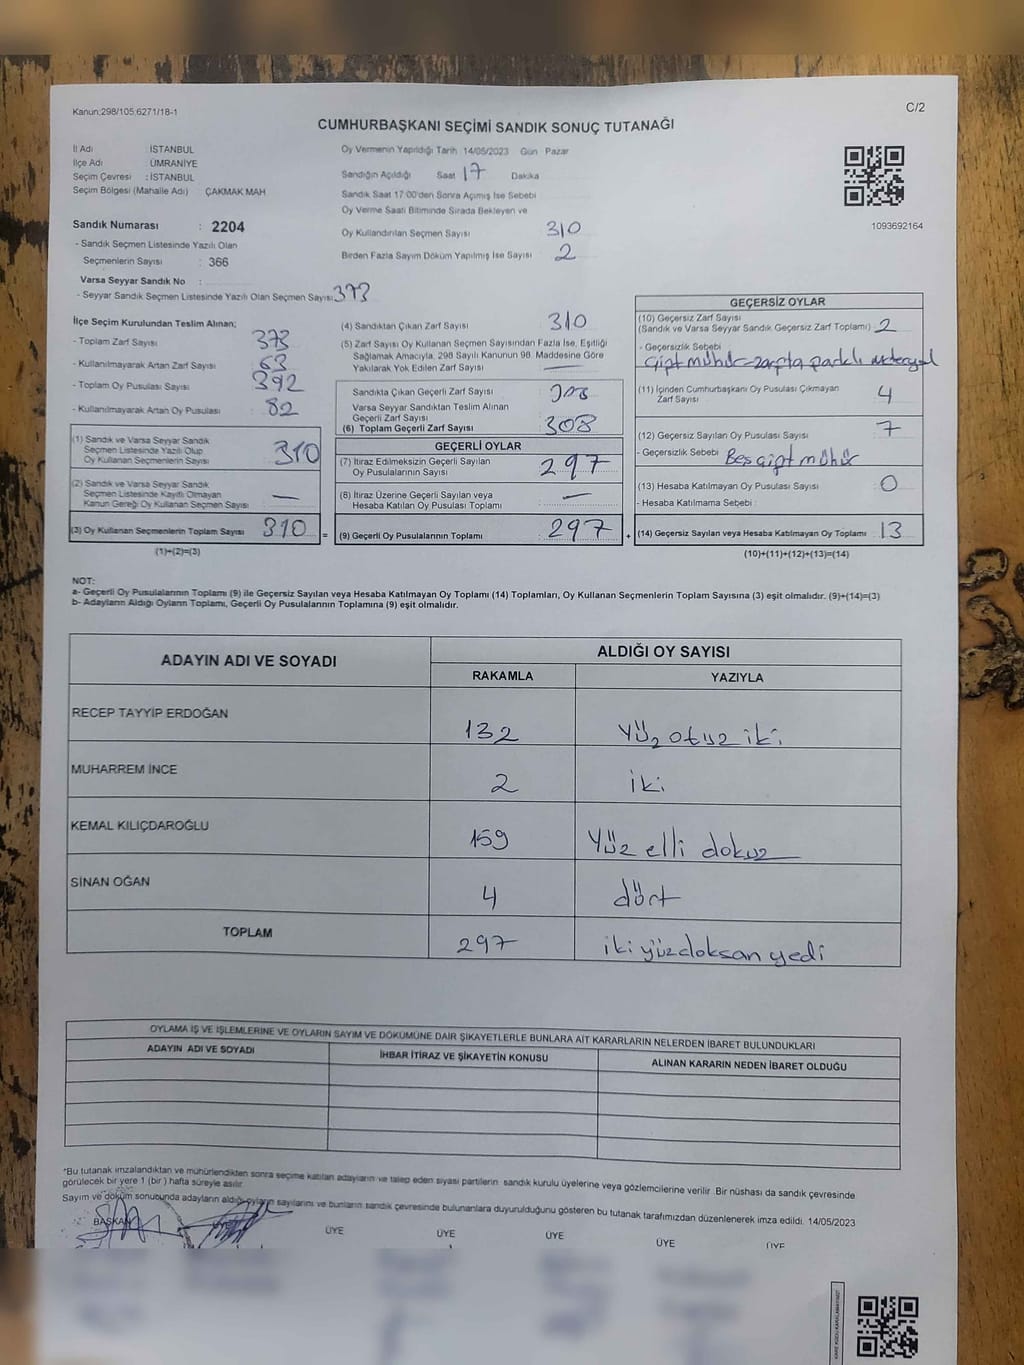 Kanun:298/105;6271/18-1
C/2
CUMHURBAŞKANI SEÇİMİ SANDIK SONUÇ TUTANAĞI
İl Adı : İSTANBUL
İlçe Adı : ÜMRANİYE
Seçim Çevresi : İSTANBUL
Seçim Bölgesi (Mahalle Adı) ÇAKMAK MAH
Oy Vermenin Yapıldığı Tarih 14/05/2023 Gün Pazar
Sandığın Açıldığı Saat 17 Dakika
Sandık Saat 17:00'den Sonra Açımış İse Sebebi
Oy Verme Saati Bitiminde Sırada Bekleyen ve
Oy Kullandırılan Seçmen Sayısı 310
Birden Fazla Sayım Döküm Yapılmış İse Sayısı 2
1093692164
Sandık Numarası : 2204
- Sandık Seçmen Listesinde Yazılı Olan
Seçmenlerin Sayısı : 366
Varsa Seyyar Sandık No :
- Seyyar Sandık Seçmen Listesinde Yazılı Olan Seçmen Sayısı: 373
İlçe Seçim Kurulundan Teslim Alınan;
- Toplam Zarf Sayısı : 373
- Kullanılmayarak Artan Zarf Sayısı : 63
- Toplam Oy Pusulası Sayısı : 392
- Kullanılmayarak Artan Oy Pusulası : 82
(1) Sandık ve Varsa Seyyar Sandık
Seçmen Listesinde Yazılı Olup
Oy Kullanan Seçmenlerin Sayısı 310
(2) Sandık ve Varsa Seyyar Sandık
Seçmen Listesinde Kayıtlı Olmayan
Kanun Gereği Oy Kullanan Seçmen Sayısı —
(3) Oy Kullanan Seçmenlerin Toplam Sayısı 310
(1)+(2)=(3)
(4) Sandıktan Çıkan Zarf Sayısı 310
(5) Zarf Sayısı Oy Kullanan Seçmen Sayısından Fazla İse, Eşitliği
Sağlamak Amacıyla, 298 Sayılı Kanunun 98. Maddesine Göre
Yakılarak Yok Edilen Zarf Sayısı —
Sandıkta Çıkan Geçerli Zarf Sayısı 308
Varsa Seyyar Sandıktan Teslim Alınan
Geçerli Zarf Sayısı
(6) Toplam Geçerli Zarf Sayısı 308
GEÇERLİ OYLAR
(7) İtiraz Edilmeksizin Geçerli Sayılan
Oy Pusulalarının Sayısı 297
(8) İtiraz Üzerine Geçerli Sayılan veya
Hesaba Katılan Oy Pusulası Toplamı —
= (9) Geçerli Oy Pusulalarının Toplamı 297
GEÇERSİZ OYLAR
(10) Geçersiz Zarf Sayısı
(Sandık ve Varsa Seyyar Sandık Geçersiz Zarf Toplamı) 2
- Geçersizlik Sebebi
Çipt mühür-zarfta parklı materyal
(11) İçinden Cumhurbaşkanı Oy Pusulası Çıkmayan
Zarf Sayısı 4
(12) Geçersiz Sayılan Oy Pusulası Sayısı 7
- Geçersizlik Sebebi Beş çipt mühür
(13) Hesaba Katılmayan Oy Pusulası Sayısı 0
- Hesaba Katılmama Sebebi :
+ (14) Geçersiz Sayılan veya Hesaba Katılmayan Oy Toplamı 13
(10)+(11)+(12)+(13)=(14)
NOT:
a- Geçerli Oy Pusulalarının Toplamı (9) ile Geçersiz Sayılan veya Hesaba Katılmayan Oy Toplamı (14) Toplamları, Oy Kullanan Seçmenlerin Toplam Sayısına (3) eşit olmalıdır. (9)+(14)=(3)
b- Adayların Aldığı Oyların Toplamı, Geçerli Oy Pusulalarının Toplamına (9) eşit olmalıdır.
ADAYIN ADI VE SOYADI
ALDIĞI OY SAYISI
RAKAMLA YAZIYLA
RECEP TAYYİP ERDOĞAN 132 Yüz otuz iki
MUHARREM İNCE 2 iki
KEMAL KILIÇDAROĞLU 159 Yüz elli dokuz
SİNAN OĞAN 4 dört
TOPLAM 297 iki yüz doksan yedi
OYLAMA İŞ VE İŞLEMLERİNE VE OYLARIN SAYIM VE DÖKÜMÜNE DAİR ŞİKAYETLERLE BUNLARA AİT KARARLARIN NELERDEN İBARET BULUNDUKLARI
ADAYIN ADI VE SOYADI İHBAR İTİRAZ VE ŞİKAYETİN KONUSU ALINAN KARARIN NEDEN İBARET OLDUĞU
*Bu tutanak imzalandıktan ve mühürlendikten sonra seçime katılan adayların ve talep eden siyasi partilerin sandık kurulu üyelerine veya gözlemcilerine verilir .Bir nüshası da sandık çevresinde
görülecek bir yere 1 (bir ) hafta süreyle asılır.
Sayım ve döküm sonucunda adayların aldığı oyların sayılarını ve bunların sandık çevresinde bulunanlara duyurulduğunu gösteren bu tutanak tarafımızdan düzenlenerek imza edildi. 14/05/2023
BAŞKAN ÜYE ÜYE ÜYE ÜYE ÜYE ÜYE